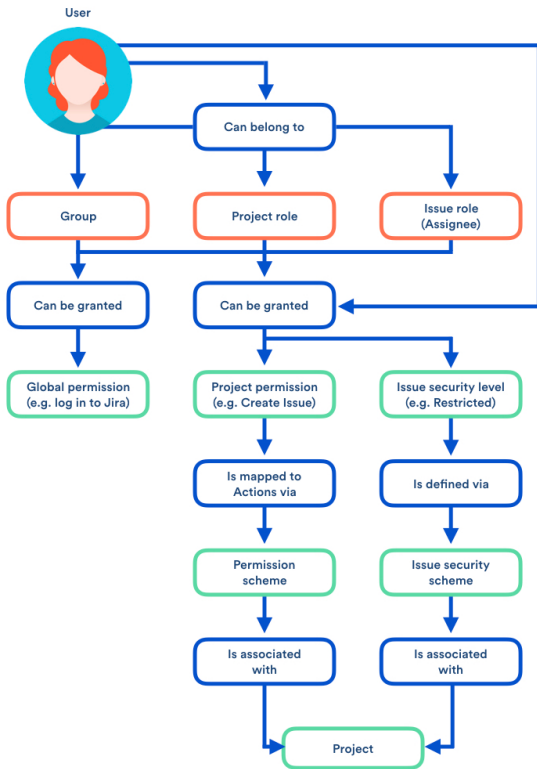 User
Can belong to
Group
Project role
Issue role
(Assignee)
Can be granted
Can be granted
Global permission
(e.g. log in to Jira)
Project permission
(e.g. Create Issue)
Issue security level
(e.g. Restricted)
Is mapped to
Actions via
Is defined via
Permission
scheme
Issue security
scheme
Is associated
with
Is associated
with
Project